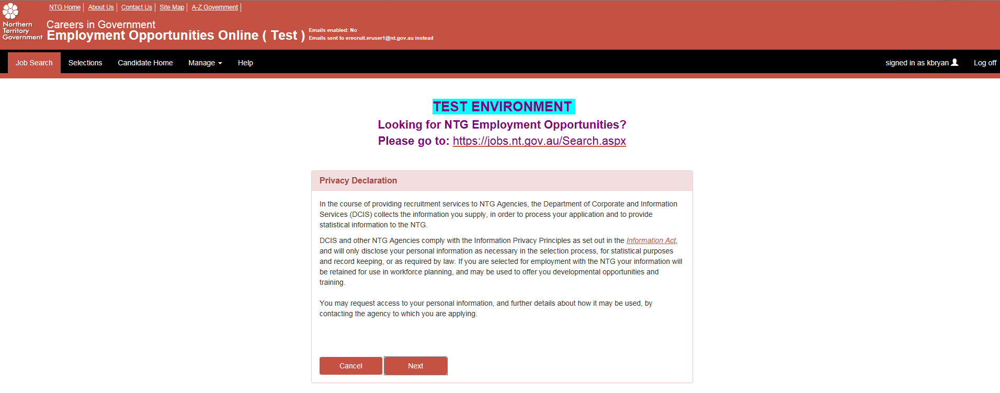 NTG Home About Us Contact Us Site Map A-Z Government
Northern
Territory
Government
Careers in Government
Employment Opportunities Online ( Test )
Emails enabled: No
Emails sent to erecruit.eruser1@nt.gov.au instead
Job Search Selections Candidate Home Manage Help signed in as kbryan Log off
TEST ENVIRONMENT
Looking for NTG Employment Opportunities?
Please go to: https://jobs.nt.gov.au/Search.aspx
Privacy Declaration
In the course of providing recruitment services to NTG Agencies, the Department of Corporate and Information
Services (DCIS) collects the information you supply, in order to process your application and to provide
statistical information to the NTG.
DCIS and other NTG Agencies comply with the Information Privacy Principles as set out in the Information Act,
and will only disclose your personal information as necessary in the selection process, for statistical purposes
and record keeping, or as required by law. If you are selected for employment with the NTG your information will
be retained for use in workforce planning, and may be used to offer you developmental opportunities and
training.
You may request access to your personal information, and further details about how it may be used, by
contacting the agency to which you are applying.
Cancel Next